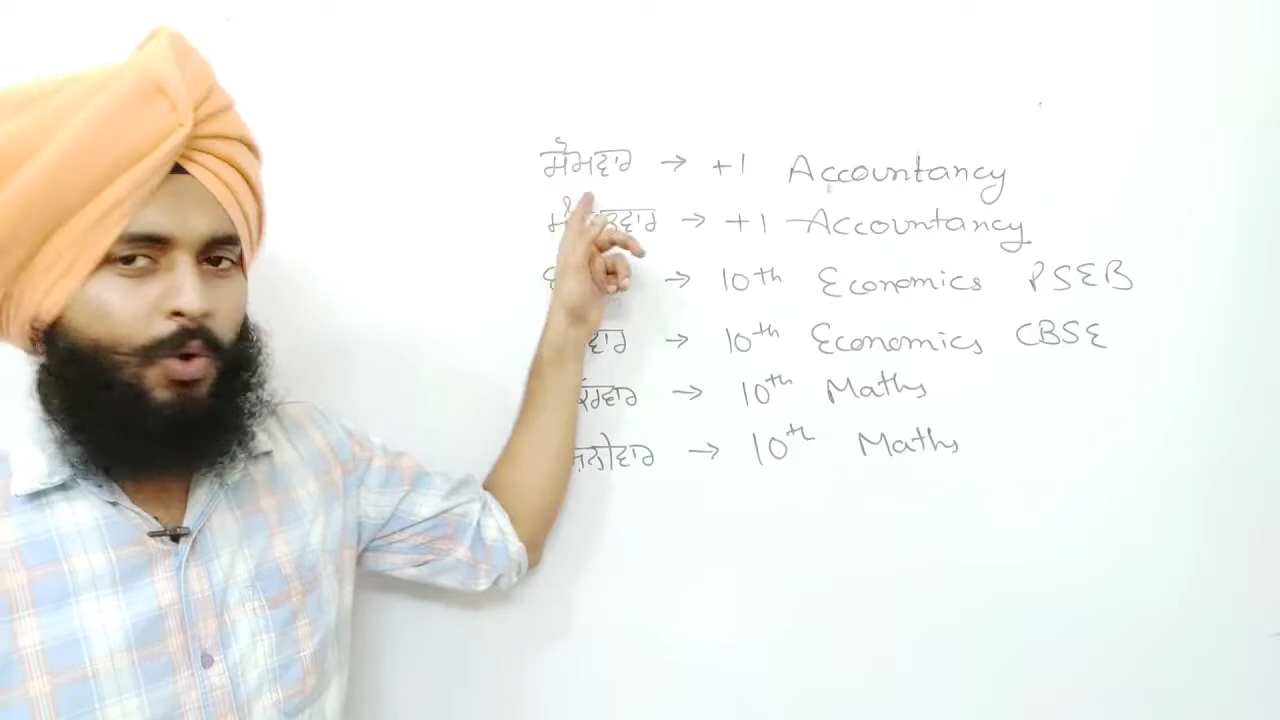 ਸੋਮਵਾਰ → +1 Accountancy
→ +1 Accountancy
→ 10th Economics PSEB
→ 10th Economics CBSE
→ 10th Maths
ਸ਼ਨੀਵਾਰ → 10th Maths